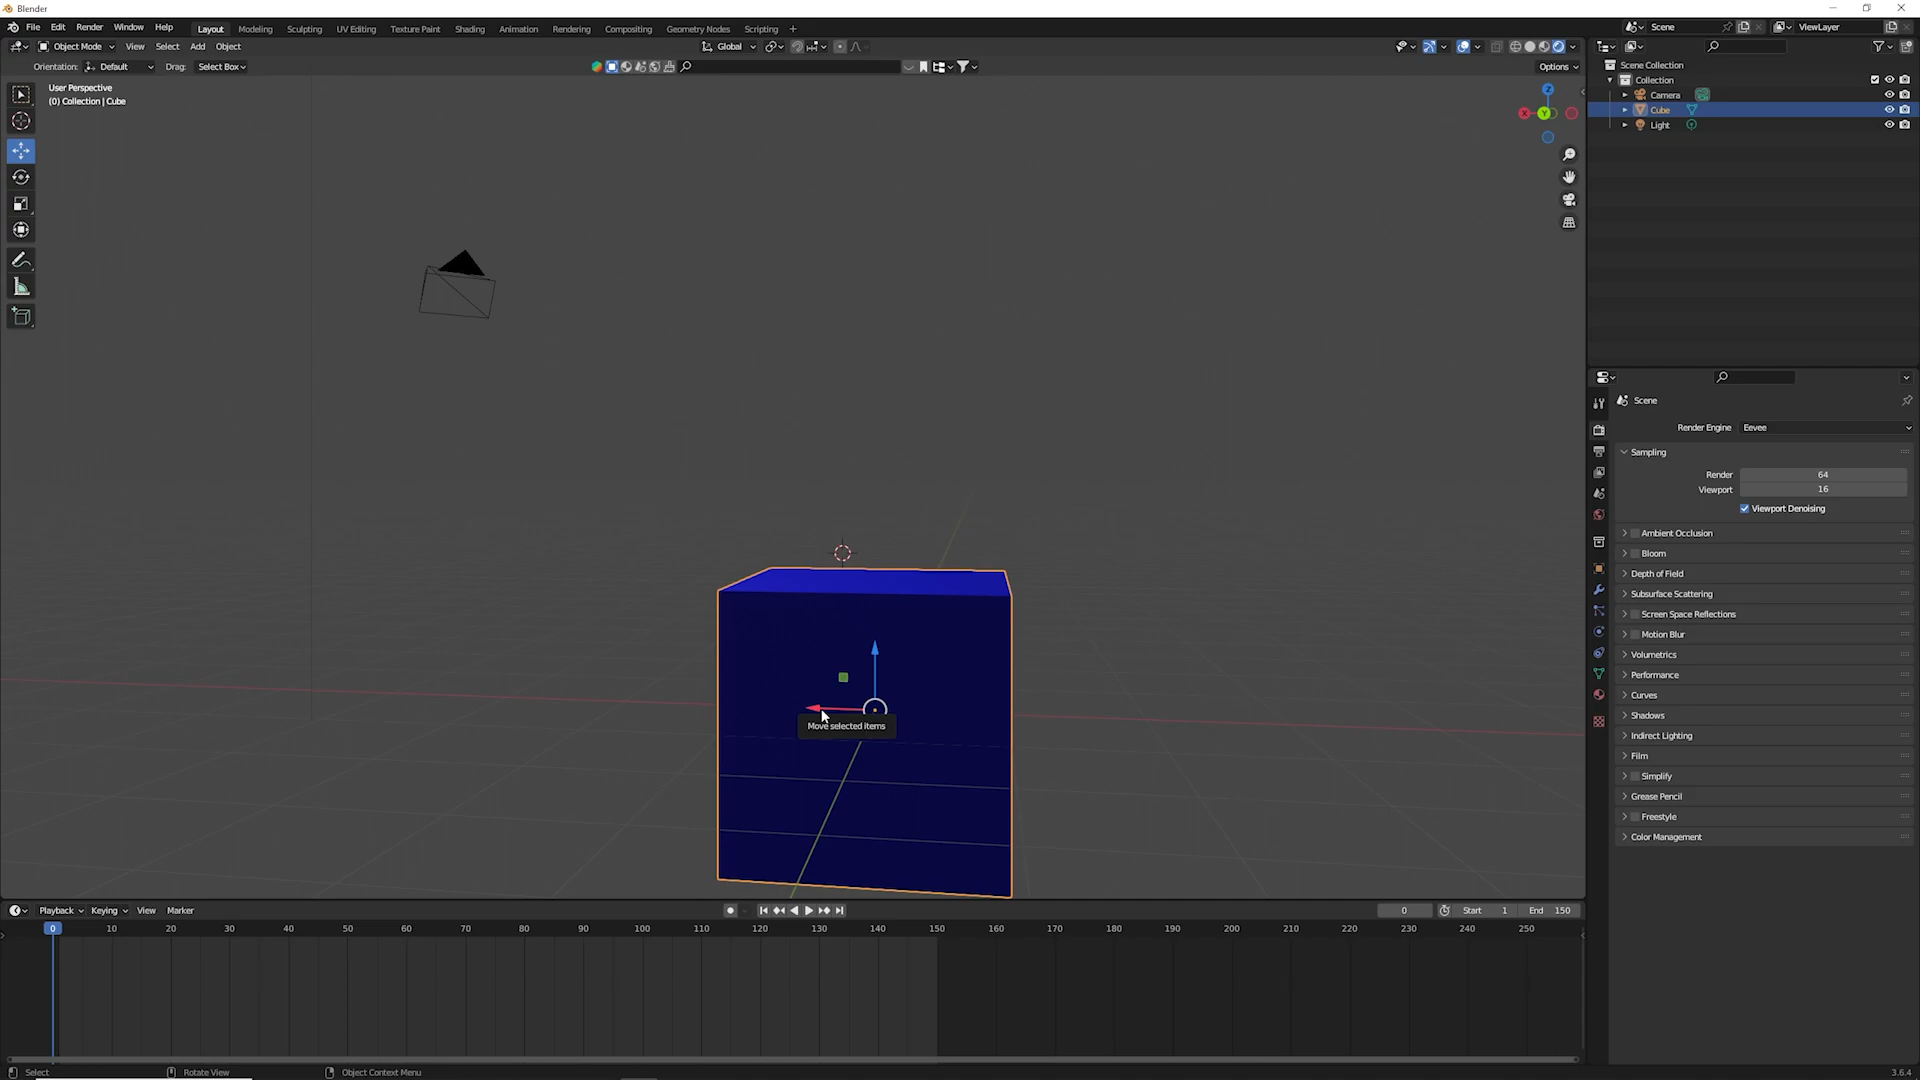 Blender
File Edit Render Window Help Layout Modeling Sculpting UV Editing Texture Paint Shading Animation Rendering Compositing Geometry Nodes Scripting + Scene ViewLayer
Object Mode View Select Add Object Global
Orientation: Default Drag: Select Box Options
User Perspective
(0) Collection | Cube
Z
X Y
Move selected items
Scene Collection
Collection
Camera
Cube
Light
Scene
Render Engine Eevee
Sampling
Render 64
Viewport 16
Viewport Denoising
Ambient Occlusion
Bloom
Depth of Field
Subsurface Scattering
Screen Space Reflections
Motion Blur
Volumetrics
Performance
Curves
Shadows
Indirect Lighting
Film
Simplify
Grease Pencil
Freestyle
Color Management
Playback Keying View Marker 0 Start 1 End 150
0 10 20 30 40 50 60 70 80 90 100 110 120 130 140 150 160 170 180 190 200 210 220 230 240 250
Select Rotate View Object Context Menu 3.6.4